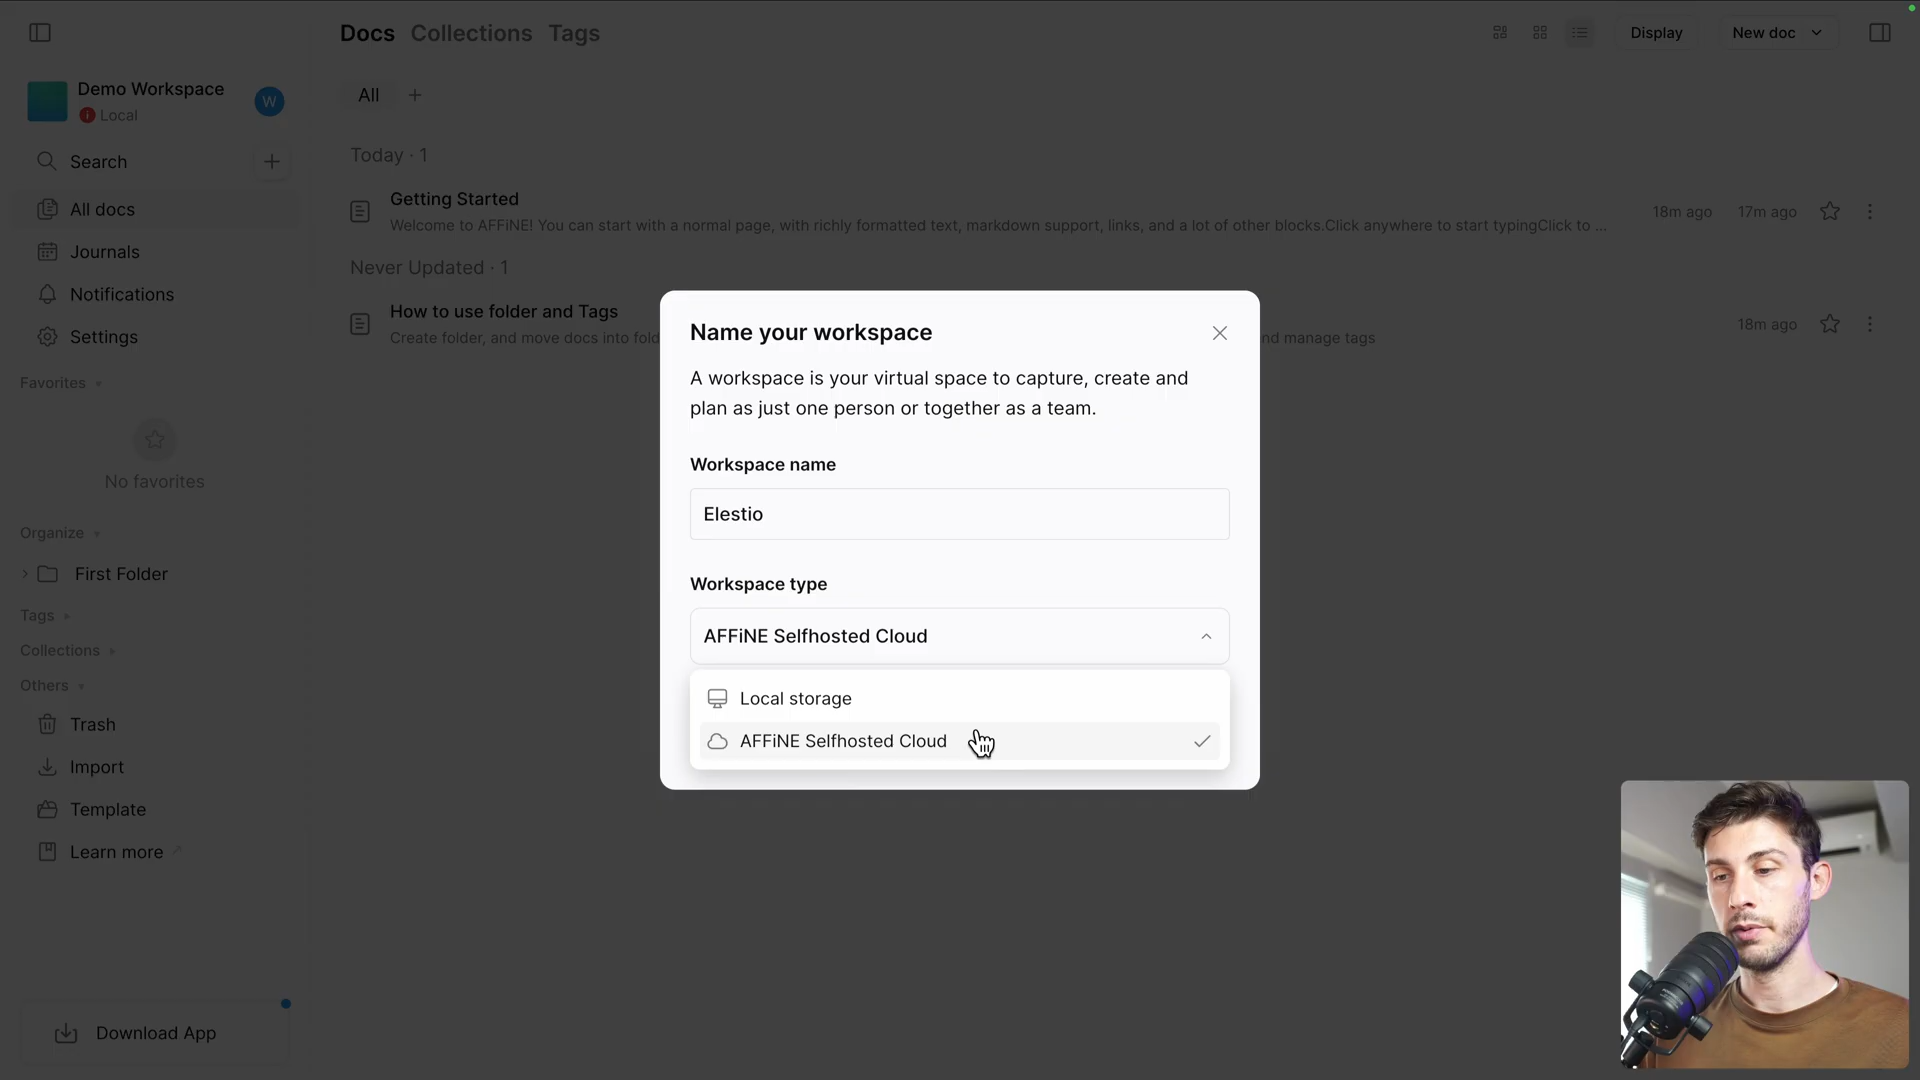 Docs Collections Tags
Display
New doc
Demo Workspace
Local
W
All
Search
Today · 1
All docs
Getting Started
Welcome to AFFiNE! You can start with a normal page, with richly formatted text, markdown support, links, and a lot of other blocks.Click anywhere to start typingClick to ...
18m ago
17m ago
Journals
Never Updated · 1
Notifications
How to use folder and Tags
Create folder, and move docs into fold
nd manage tags
18m ago
Settings
Favorites
No favorites
Organize
First Folder
Tags
Collections
Others
Trash
Import
Template
Learn more
Download App
Name your workspace
A workspace is your virtual space to capture, create and
plan as just one person or together as a team.
Workspace name
Elestio
Workspace type
AFFiNE Selfhosted Cloud
Local storage
AFFiNE Selfhosted Cloud